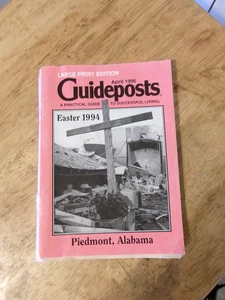 LARGE PRINT EDITION
April 1996
Guideposts
A PRACTICAL GUIDE TO SUCCESSFUL LIVING
Easter 1994
Piedmont, Alabama